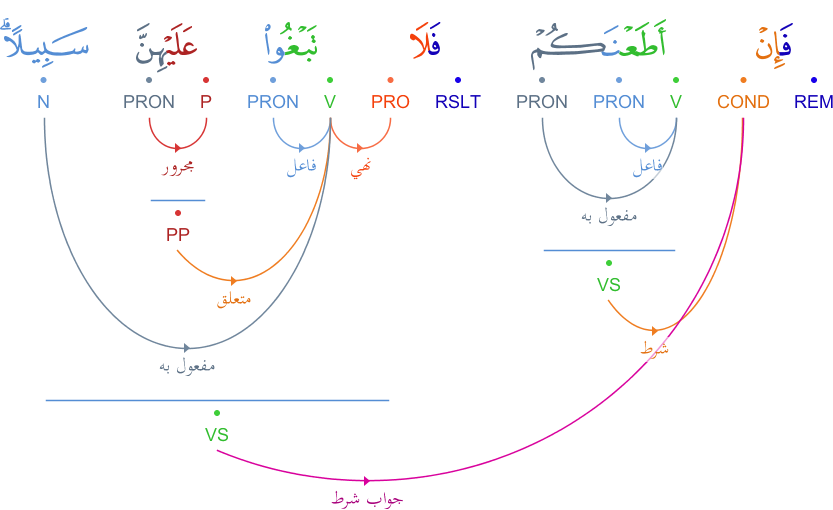 فَإِنْ أَطَعْنَكُمْ فَلَا تَبْغُوا۟ عَلَيْهِنَّ سَبِيلًا ۗ
REM COND V PRON PRON RSLT PRO V PRON P PRON N
فاعل نهي فاعل مجرور
مفعول به
PP
VS
متعلق
شرط
مفعول به
VS
جواب شرط